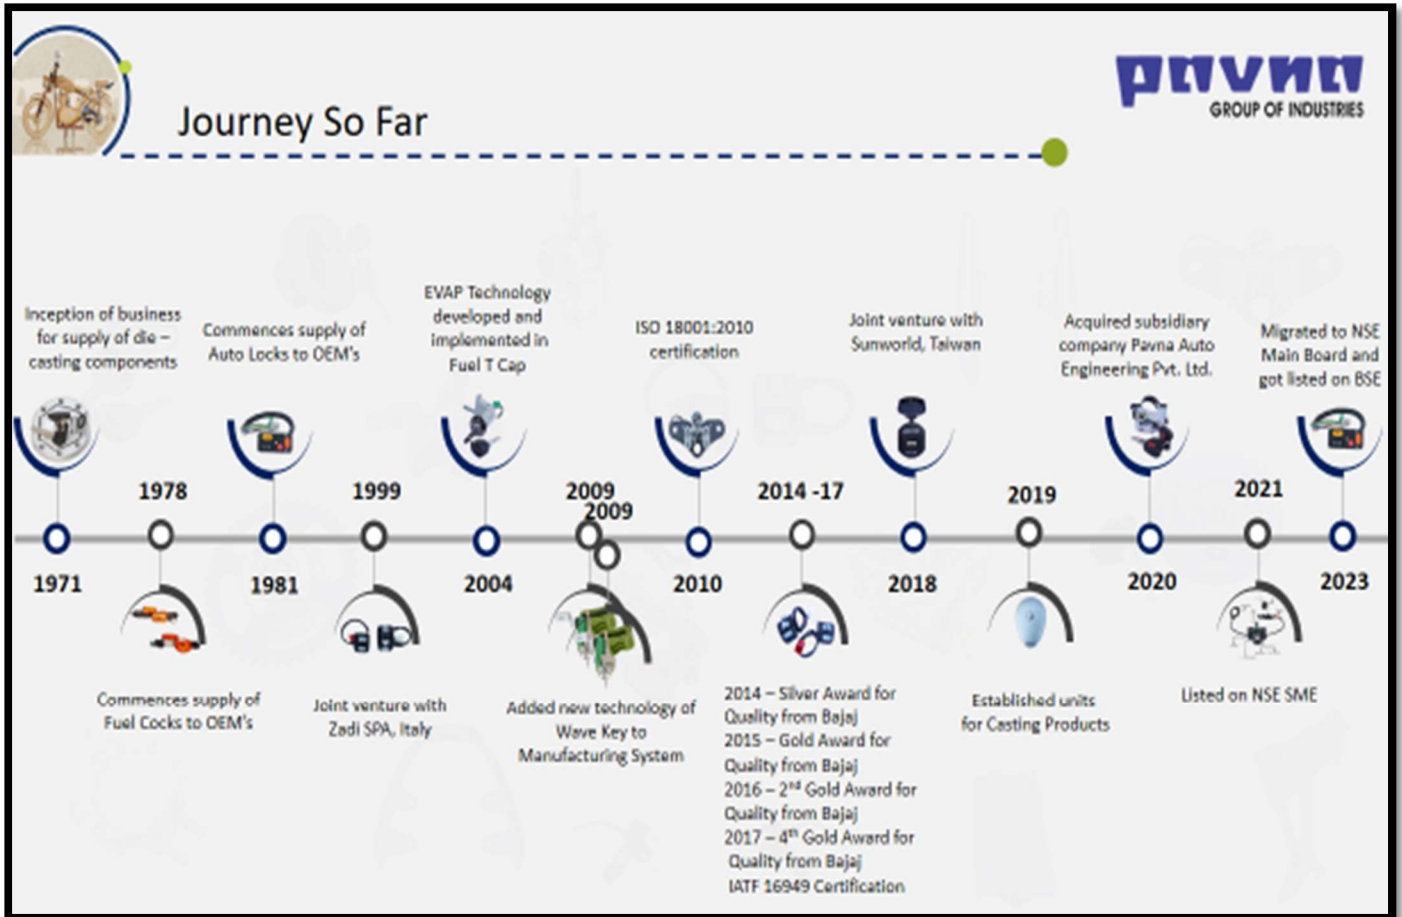 Journey So Far
pavna
GROUP OF INDUSTRIES
Inception of business
for supply of die –
casting components
1971
1978
Commences supply of
Fuel Cocks to OEM's
Commences supply of
Auto Locks to OEM's
1981
1999
Joint venture with
Zadi SPA, Italy
EVAP Technology
developed and
implemented in
Fuel T Cap
2004
2009
2009
Added new technology of
Wave Key to
Manufacturing System
ISO 18001:2010
certification
2010
2014 -17
2014 – Silver Award for
Quality from Bajaj
2015 – Gold Award for
Quality from Bajaj
2016 – 2nd Gold Award for
Quality from Bajaj
2017 – 4th Gold Award for
Quality from Bajaj
IATF 16949 Certification
Joint venture with
Sunworld, Taiwan
2018
2019
Established units
for Casting Products
Acquired subsidiary
company Pavna Auto
Engineering Pvt. Ltd.
2020
2021
Listed on NSE SME
Migrated to NSE
Main Board and
got listed on BSE
2023